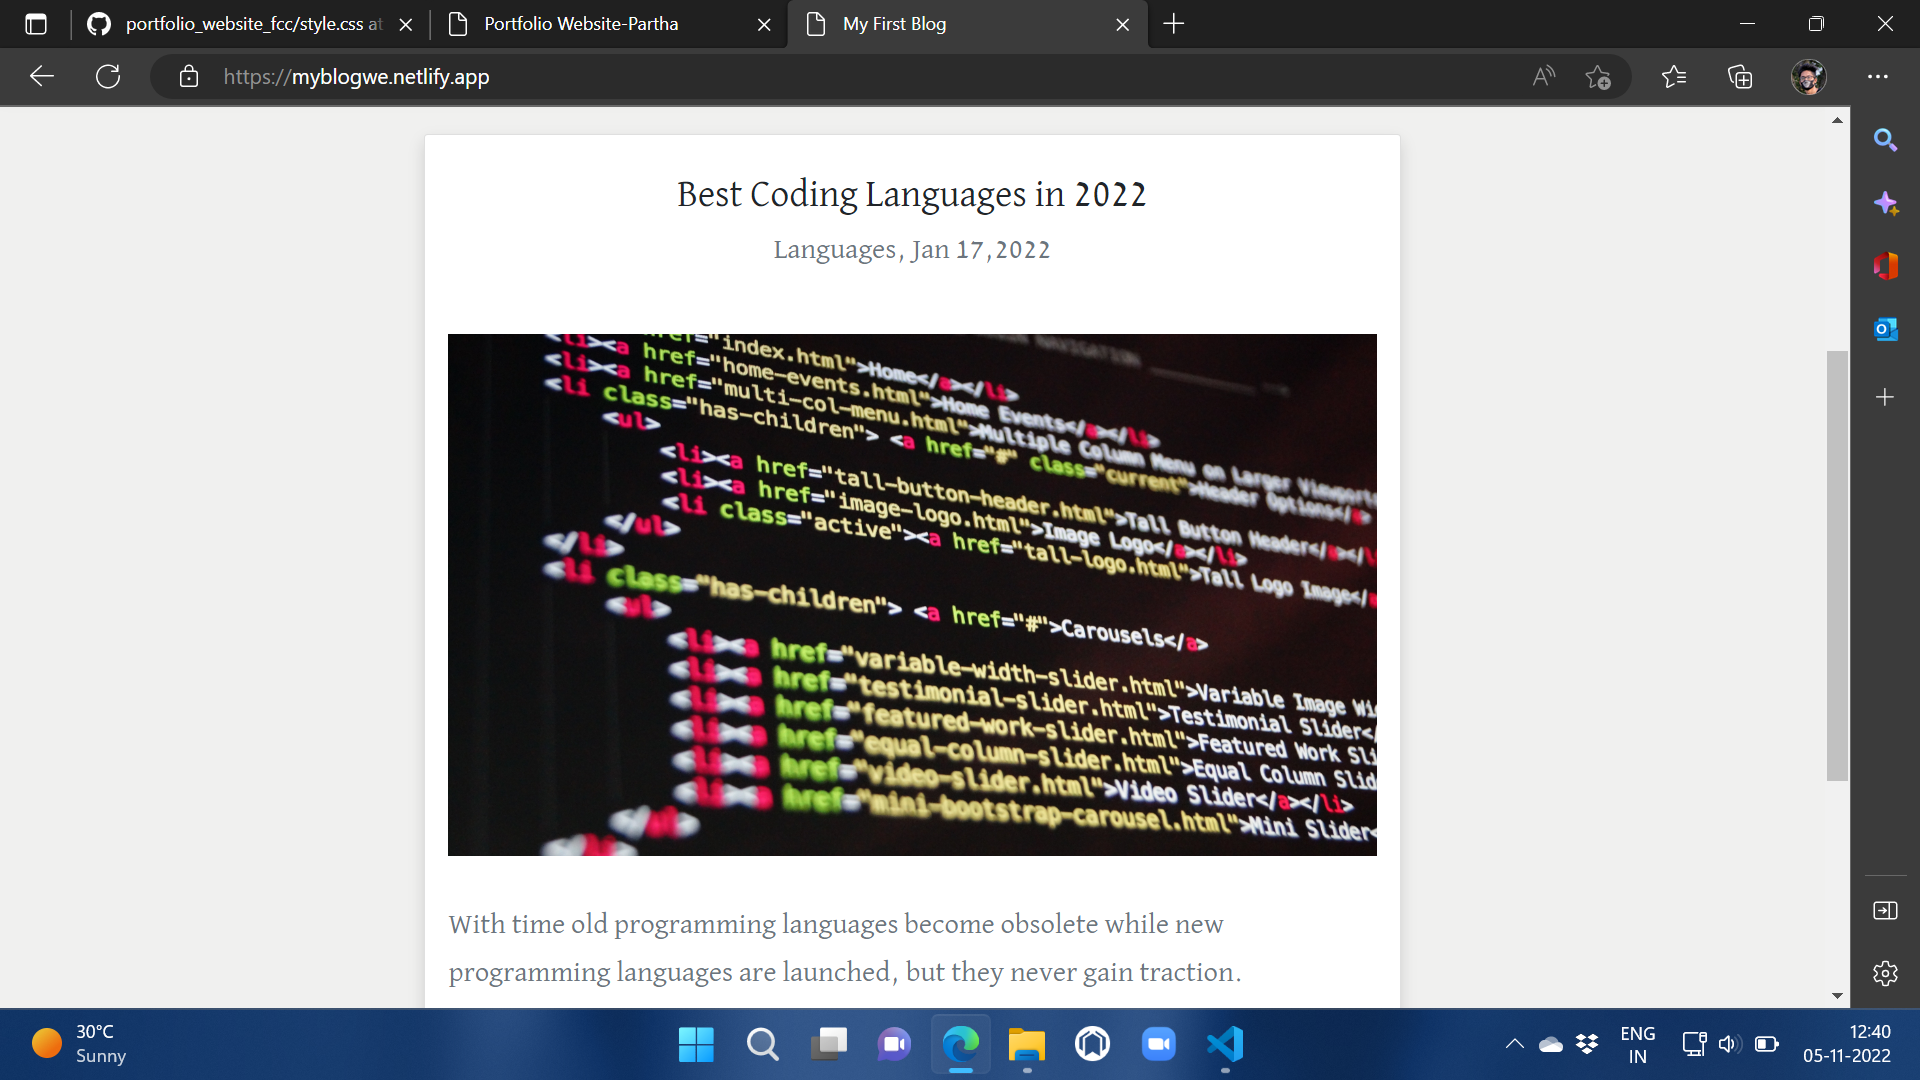 portfolio_website_fcc/style.css at
Portfolio Website-Partha
My First Blog
https://myblogwe.netlify.app
Best Coding Languages in 2022
Languages, Jan 17,2022
href="index.html">Home</a></li>
<li><a href="home-events.html">Home Events</a></li>
<li><a href="multi-col-menu.html">Multiple Column Menu on Larger Viewports
<li class="has-children"> <a href="#" class="current">Header Options</a>
<ul>
<li><a href="tall-button-header.html">Tall Button Header</a></l
<li><a href="image-logo.html">Image Logo</a></li>
<li class="active"><a href="tall-logo.html">Tall Logo Image</a
</ul>
</li>
<li class="has-children"> <a href="#">Carousels</a>
<ul>
<li><a href="variable-width-slider.html">Variable Image Wi
<li><a href="testimonial-slider.html">Testimonial Slider</
<li><a href="featured-work-slider.html">Featured Work Sli
<li><a href="equal-column-slider.html">Equal Column Slid
<li><a href="video-slider.html">Video Slider</a></li>
<li><a href="mini-bootstrap-carousel.html">Mini Slider<
</ul>
With time old programming languages become obsolete while new
programming languages are launched, but they never gain traction.
30°C
Sunny
ENG
IN
12:40
05-11-2022